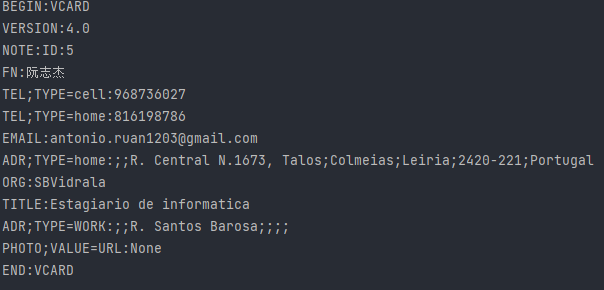 BEGIN:VCARD
VERSION:4.0
NOTE:ID:5
FN:阮志杰
TEL;TYPE=cell:968736027
TEL;TYPE=home:816198786
EMAIL:antonio.ruan1203@gmail.com
ADR;TYPE=home:;;R. Central N.1673, Talos;Colmeias;Leiria;2420-221;Portugal
ORG:SBVidrala
TITLE:Estagiario de informatica
ADR;TYPE=WORK:;;R. Santos Barosa;;;;
PHOTO;VALUE=URL:None
END:VCARD